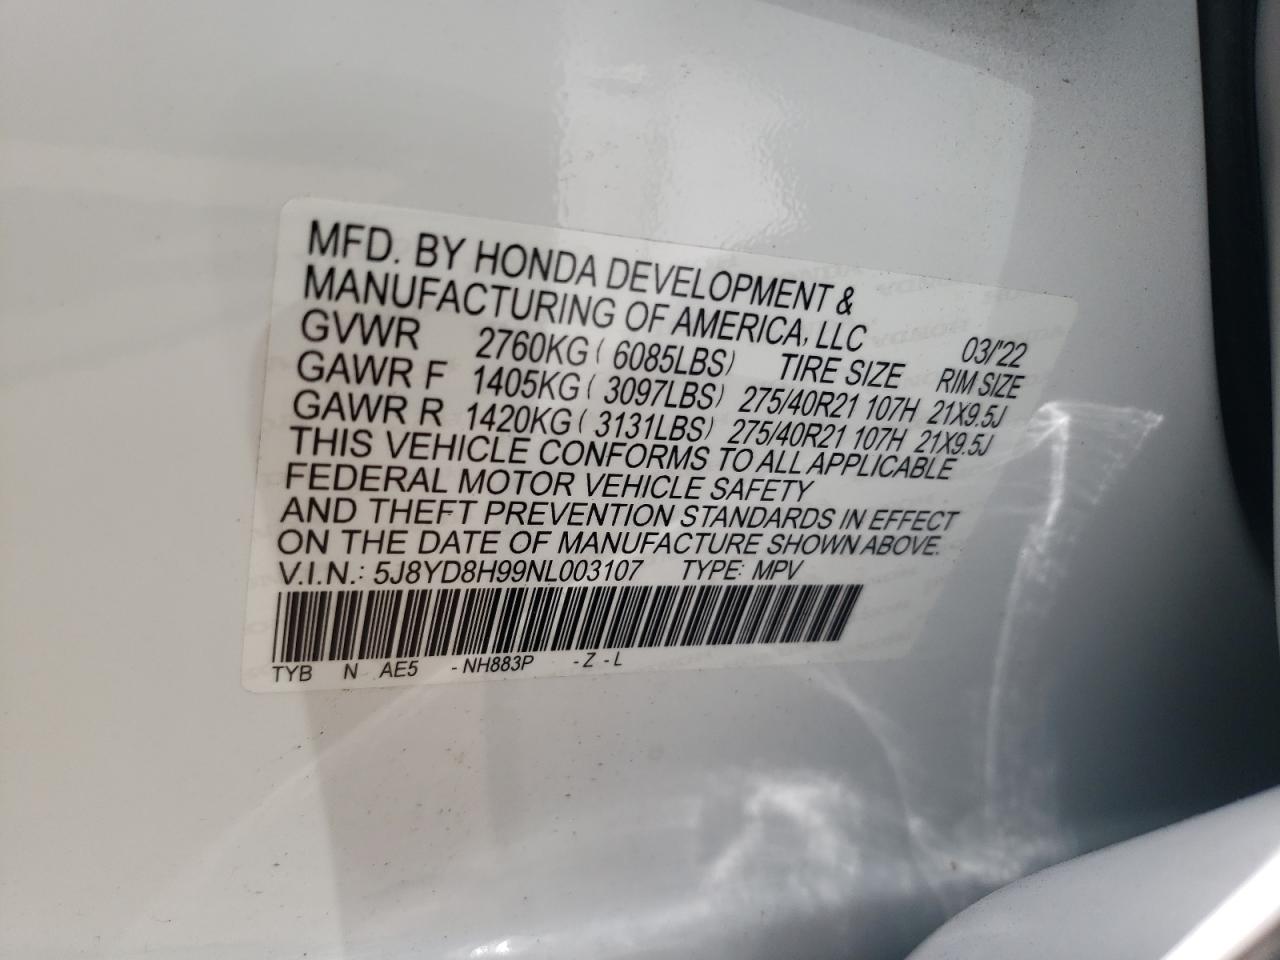 MFD. BY HONDA DEVELOPMENT &
MANUFACTURING OF AMERICA, LLC 03/'22
GVWR 2760KG ( 6085LBS) TIRE SIZE RIM SIZE
GAWR F 1405KG ( 3097LBS) 275/40R21 107H 21X9.5J
GAWR R 1420KG ( 3131LBS) 275/40R21 107H 21X9.5J
THIS VEHICLE CONFORMS TO ALL APPLICABLE
FEDERAL MOTOR VEHICLE SAFETY
AND THEFT PREVENTION STANDARDS IN EFFECT
ON THE DATE OF MANUFACTURE SHOWN ABOVE.
V.I.N.: 5J8YD8H99NL003107 TYPE: MPV
TYB N AE5 -NH883P -Z -L